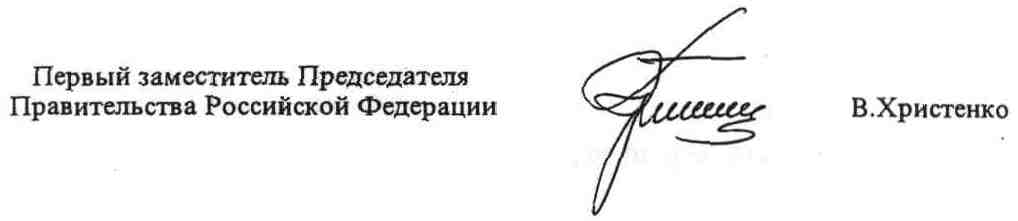 Первый заместитель Председателя
Правительства Российской Федерации
В.Христенко